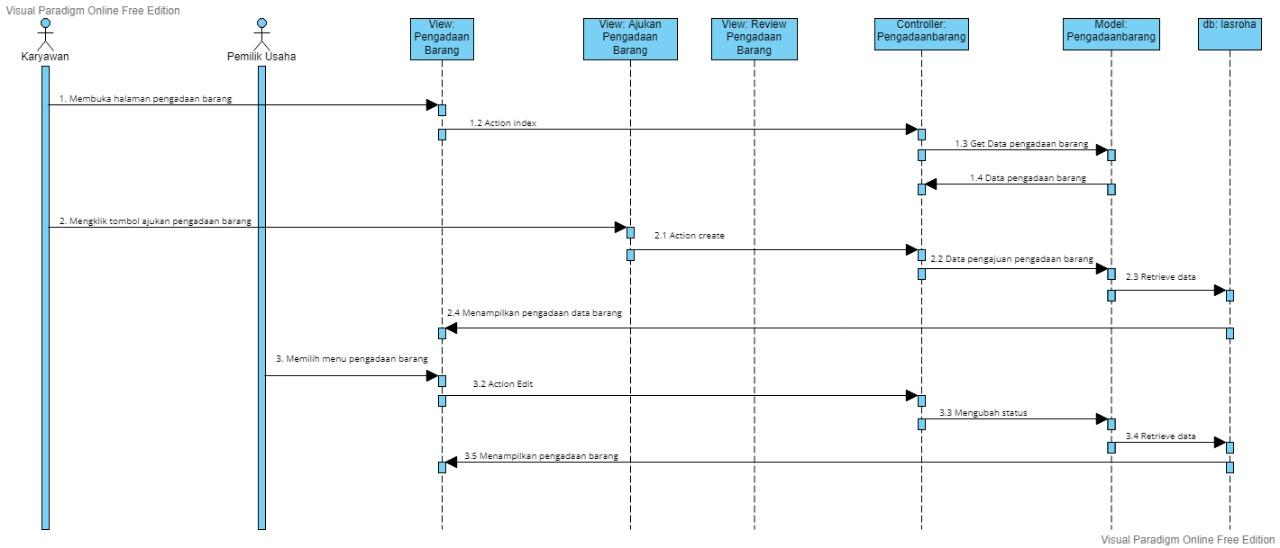 Visual Paradigm Online Free Edition
Karyawan
Pemilik Usaha
View:
Pengadaan
Barang
View: Ajukan
Pengadaan
Barang
View: Review
Pengadaan
Barang
Controller:
Pengadaanbarang
Model:
Pengadaanbarang
db: lasroha
1. Membuka halaman pengadaan barang
1.2 Action index
1.3 Get Data pengadaan barang
1.4 Data pengadaan barang
2. Mengklik tombol ajukan pengadaan barang
2.1 Action create
2.2 Data pengajuan pengadaan barang
2.3 Retrieve data
2.4 Menampilkan pengadaan data barang
3. Memilih menu pengadaan barang
3.2 Action Edit
3.3 Mengubah status
3.4 Retrieve data
3.5 Menampilkan pengadaan barang
Visual Paradigm Online Free Edition